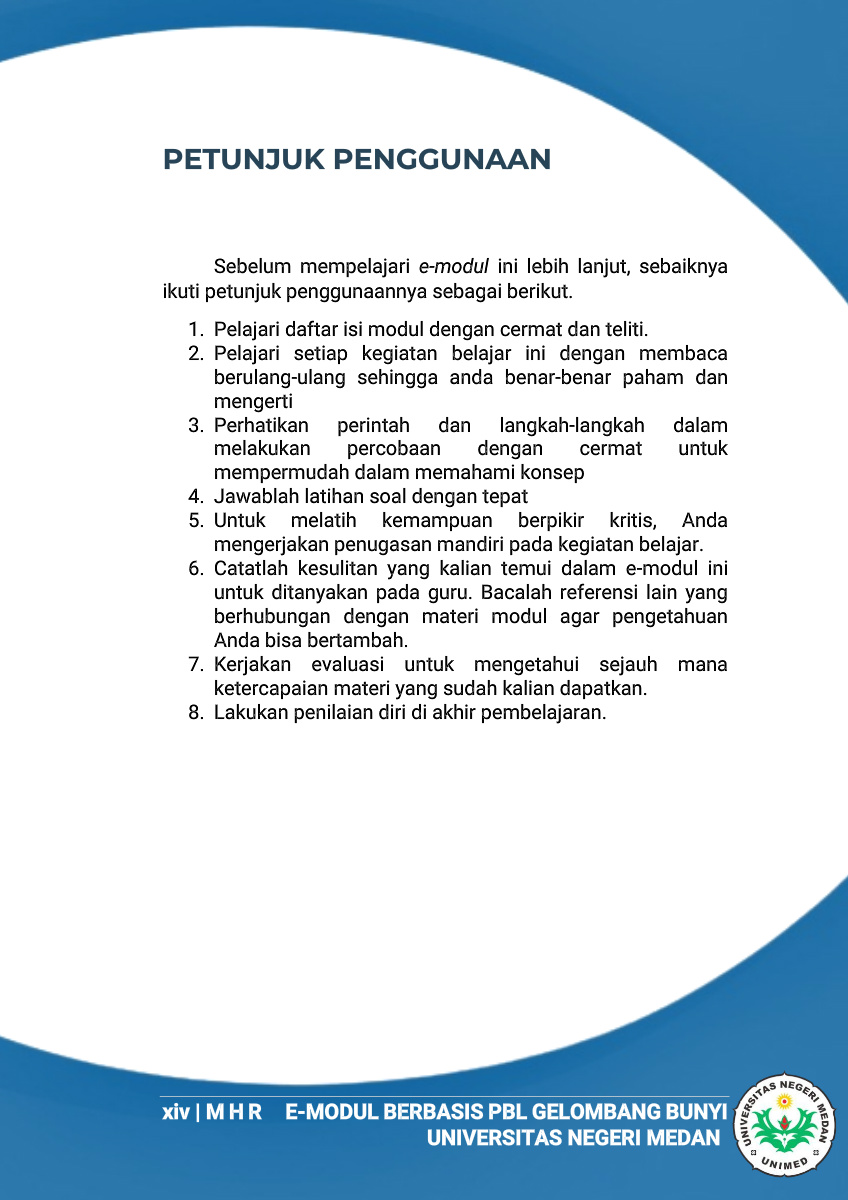 PETUNJUK PENGGUNAAN
Sebelum mempelajari e-modul ini lebih lanjut, sebaiknya
ikuti petunjuk penggunaannya sebagai berikut.
1. Pelajari daftar isi modul dengan cermat dan teliti.
2. Pelajari setiap kegiatan belajar ini dengan membaca
berulang-ulang sehingga anda benar-benar paham dan
mengerti
3. Perhatikan perintah dan langkah-langkah dalam
melakukan percobaan dengan cermat untuk
mempermudah dalam memahami konsep
4. Jawablah latihan soal dengan tepat
5. Untuk melatih kemampuan berpikir kritis, Anda
mengerjakan penugasan mandiri pada kegiatan belajar.
6. Catatlah kesulitan yang kalian temui dalam e-modul ini
untuk ditanyakan pada guru. Bacalah referensi lain yang
berhubungan dengan materi modul agar pengetahuan
Anda bisa bertambah.
7. Kerjakan evaluasi untuk mengetahui sejauh mana
ketercapaian materi yang sudah kalian dapatkan.
8. Lakukan penilaian diri di akhir pembelajaran.
xiv | M H R E-MODUL BERBASIS PBL GELOMBANG BUNYI
UNIVERSITAS NEGERI MEDAN
UNIVERSITAS NEGERI MEDAN
UNIMED